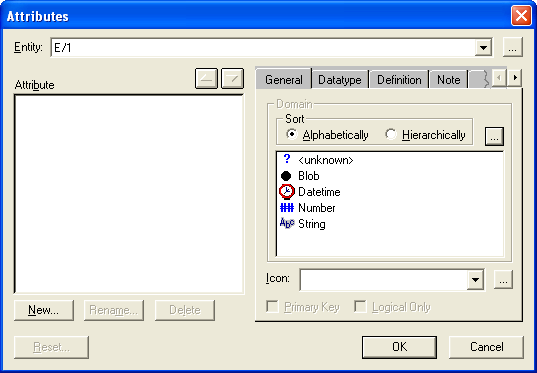 Attributes
Entity: E/1 ...
Attribute
General Datatype Definition Note
Domain
Sort
Alphabetically Hierarchically ...
? <unknown>
Blob
Datetime
Number
Abc String
Icon: ...
Primary Key Logical Only
New... Rename... Delete
Reset... OK Cancel